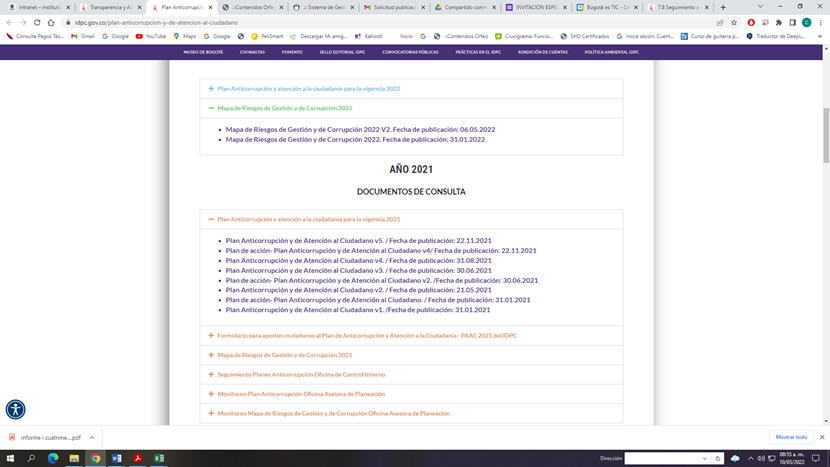 Intranet – Institut
Transparencia y Ac
Plan Anticorrupció
.::Contenidos Orfeo
.: Sistema de Gest
Solicitud publicaci
Compartido comm
INVITACION ESPE
Bogotá es TIC - Ca
7.8 Seguimiento a
idpc.gov.co/plan-anticorrupcion-y-de-atencion-al-ciudadano
Consulta Pagos Tes...
Gmail
Google
YouTube
Maps
Google
PeliSmart
Descargar Mi amig...
Kahoot!
Inicio
.::Contenidos Orfeo
Crucigrama: Funcio...
SHD Certificados
Inicia sesión: Cuent...
Curso de guitarra p...
Traductor de DeepL...
MUSEO DE BOGOTÁ
CIVINAUTAS
FOMENTO
SELLO EDITORIAL IDPC
CONVOCATORIAS PÚBLICAS
PRÁCTICAS EN EL IDPC
RENDICIÓN DE CUENTAS
POLÍTICA AMBIENTAL IDPC
+ Plan Anticorrupción y atención a la ciudadanía para la vigencia 2022
− Mapa de Riesgos de Gestión y de Corrupción 2022
• Mapa de Riesgos de Gestión y de Corrupción 2022 V2. Fecha de publicación: 06.05.2022
• Mapa de Riesgos de Gestión y de Corrupción 2022. Fecha de publicación: 31.01.2022
AÑO 2021
DOCUMENTOS DE CONSULTA
− Plan Anticorrupción y atención a la ciudadanía para la vigencia 2021
• Plan Anticorrupción y de Atención al Ciudadano v5. / Fecha de publicación: 22.11.2021
• Plan de acción- Plan Anticorrupción y de Atención al Ciudadano v4/ Fecha de publicación: 22.11.2021
• Plan Anticorrupción y de Atención al Ciudadano v4. / Fecha de publicación: 31.08.2021
• Plan Anticorrupción y de Atención al Ciudadano v3. / Fecha de publicación: 30.06.2021
• Plan de acción- Plan Anticorrupción y de Atención al Ciudadano v2. /Fecha de publicación: 30.06.2021
• Plan Anticorrupción y de Atención al Ciudadano v2. / Fecha de publicación: 21.05.2021
• Plan de acción- Plan Anticorrupción y de Atención al Ciudadano. / Fecha de publicación: 31.01.2021
• Plan Anticorrupción y de Atención al Ciudadano v1. /Fecha de publicación: 31.01.2021
+ Formulario para aportes ciudadanos al Plan de Anticorrupción y Atención a la Ciudadanía - PAAC 2021 del IDPC
+ Mapa de Riesgos de Gestión y de Corrupción 2021
+ Seguimiento Planes Anticorrupción Oficina de Control Interno
+ Monitoreo Plan Anticorrupción Oficina Asesora de Planeación
+ Monitoreo Mapa de Riesgos de Gestión y de Corrupción Oficina Asesora de Planeación
informe i cuatrime....pdf
Mostrar todo
Dirección
08:55 a. m.
10/05/2022